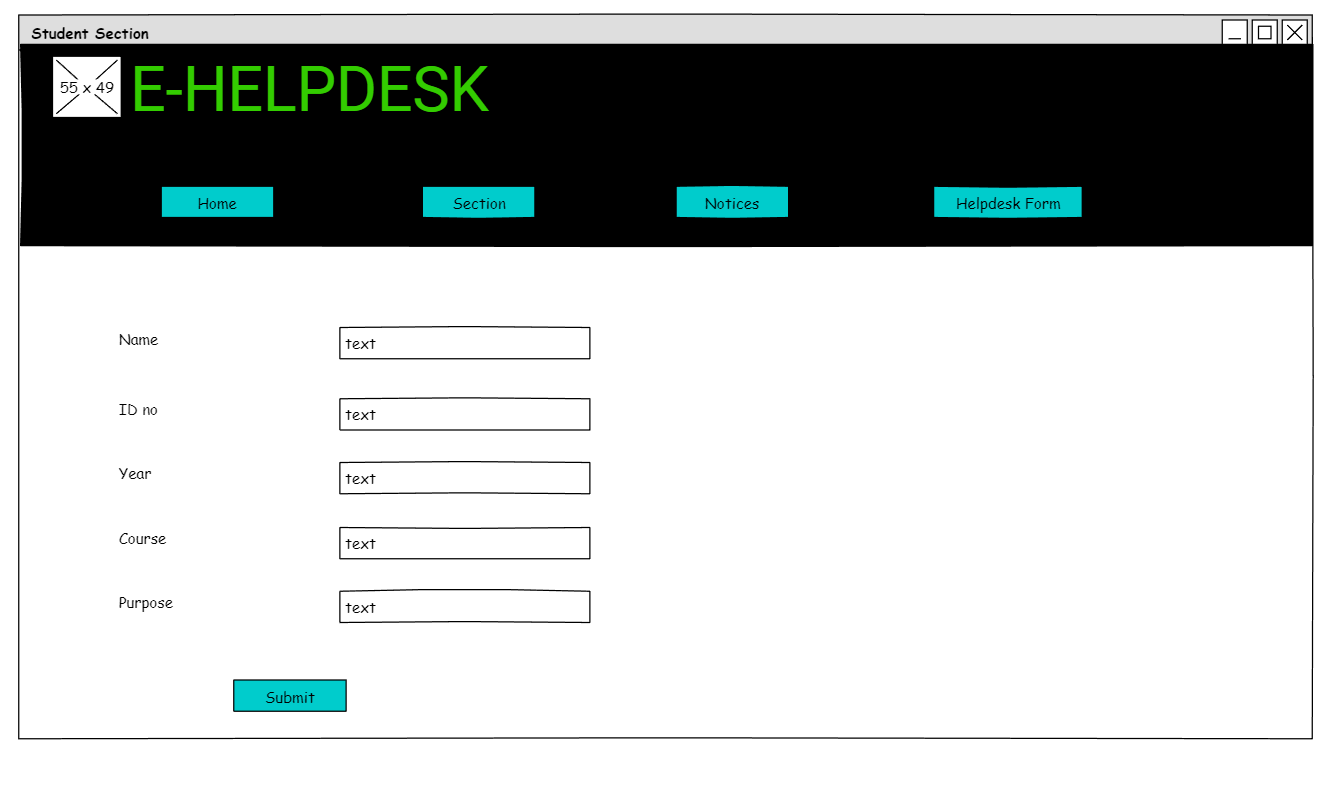 Student Section
55 x 49
E-HELPDESK
Home Section Notices Helpdesk Form
Name text
ID no text
Year text
Course text
Purpose text
Submit